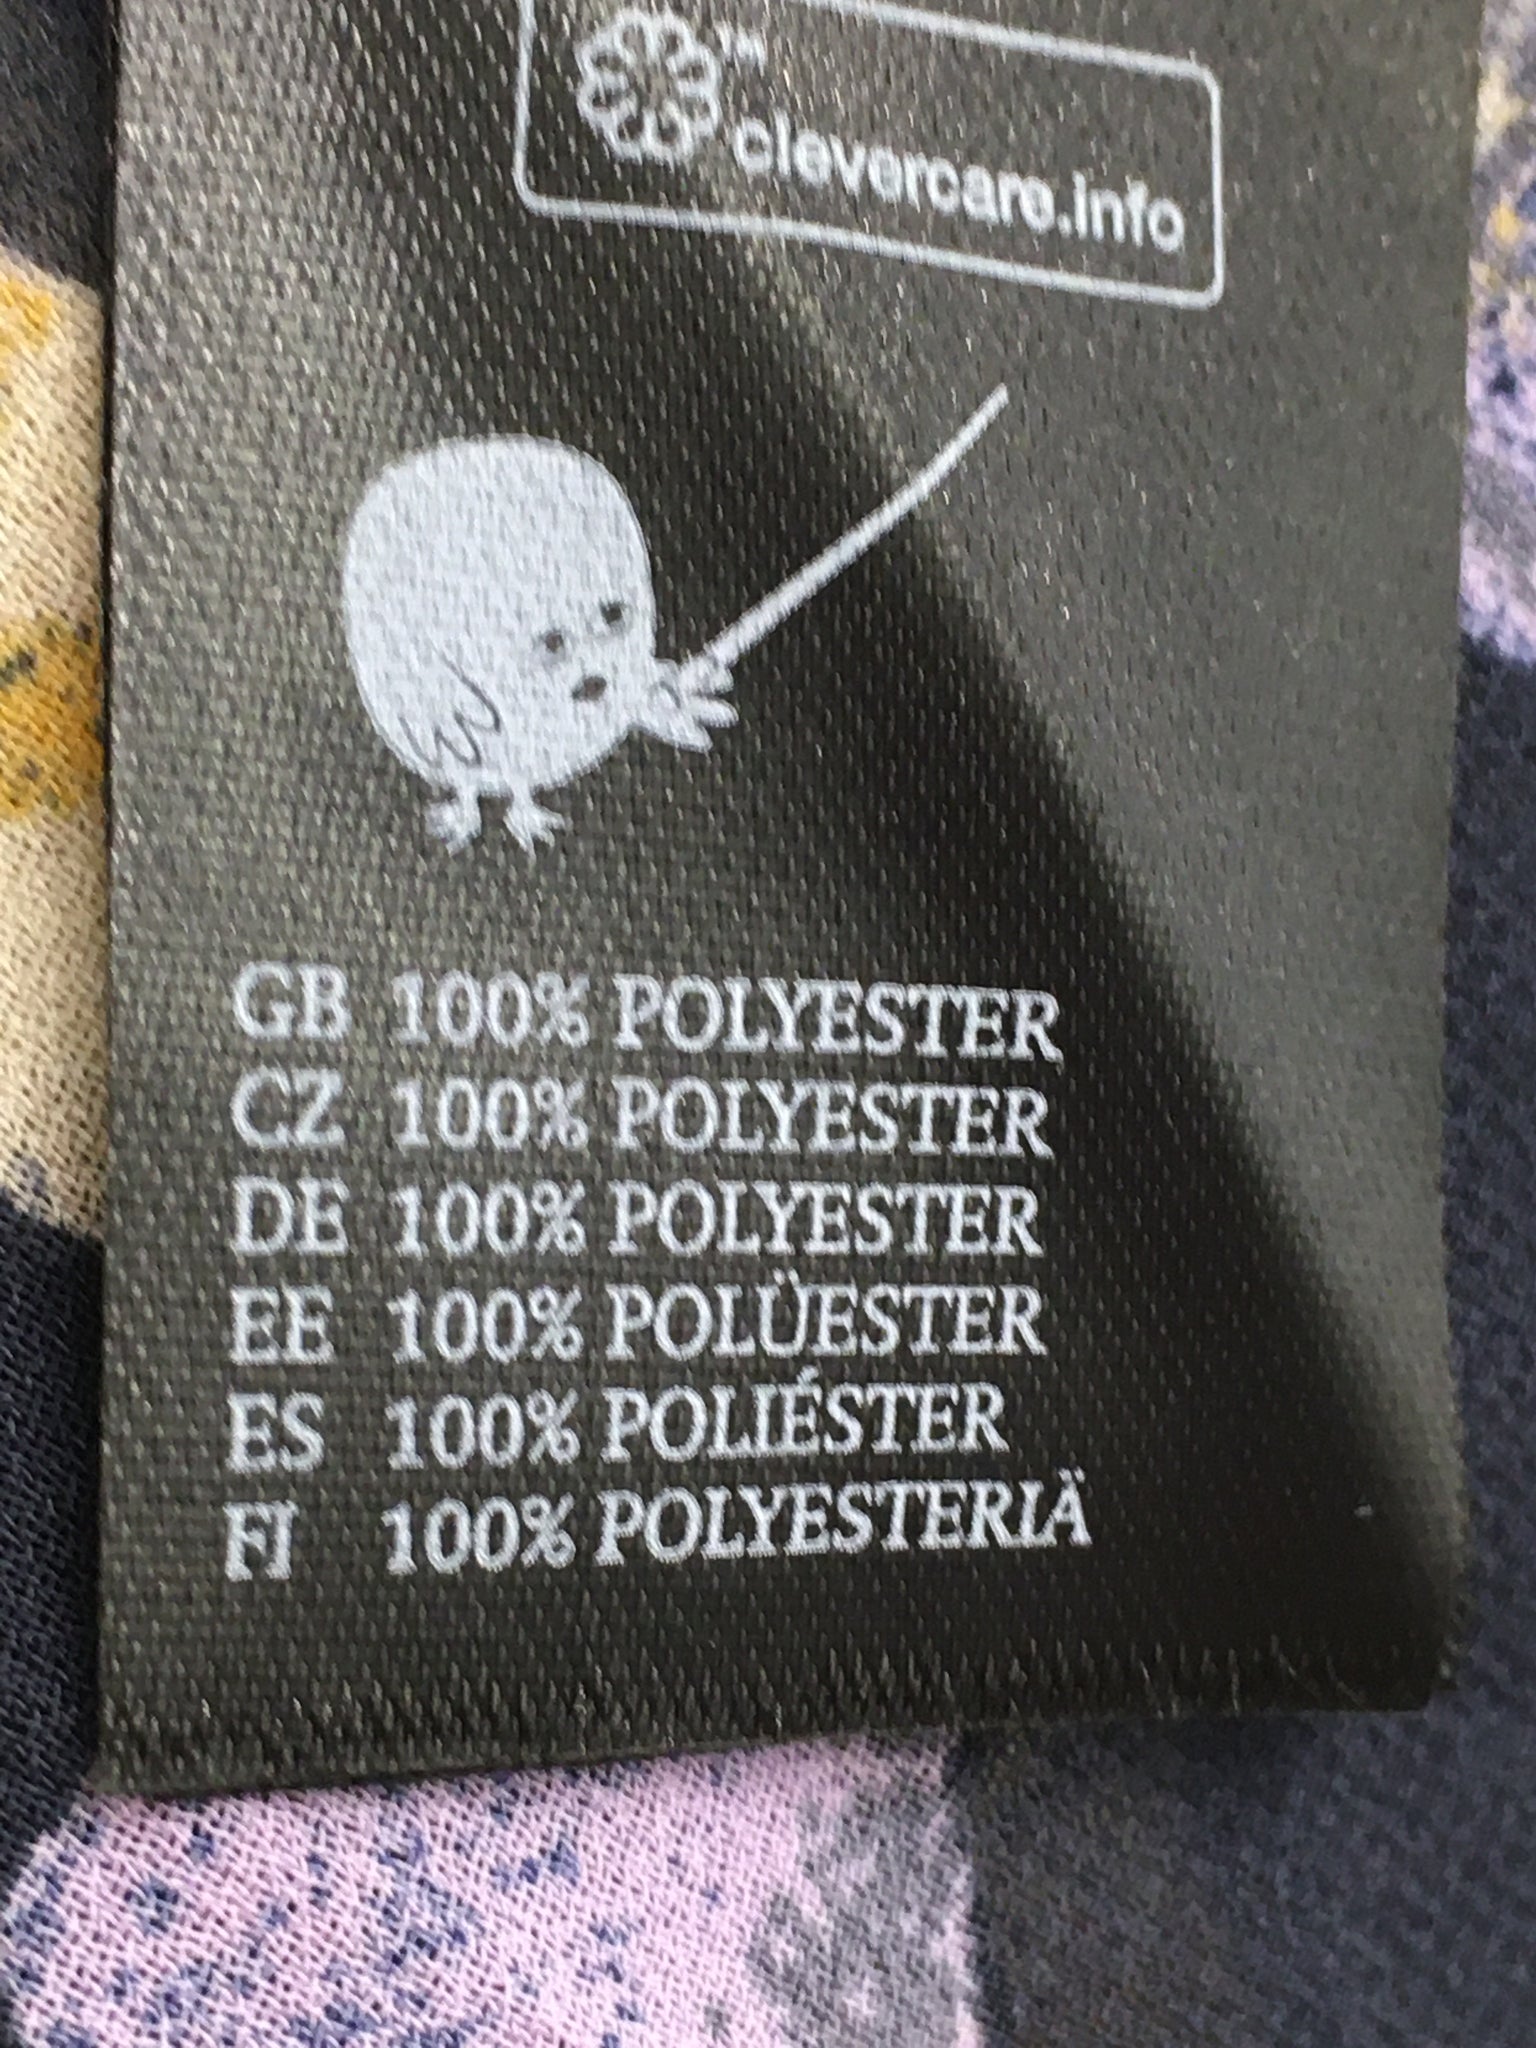 ™ clevercare.info
GB 100% POLYESTER
CZ 100% POLYESTER
DE 100% POLYESTER
EE 100% POLÜESTER
ES 100% POLIÉSTER
FI 100% POLYESTERIÄ